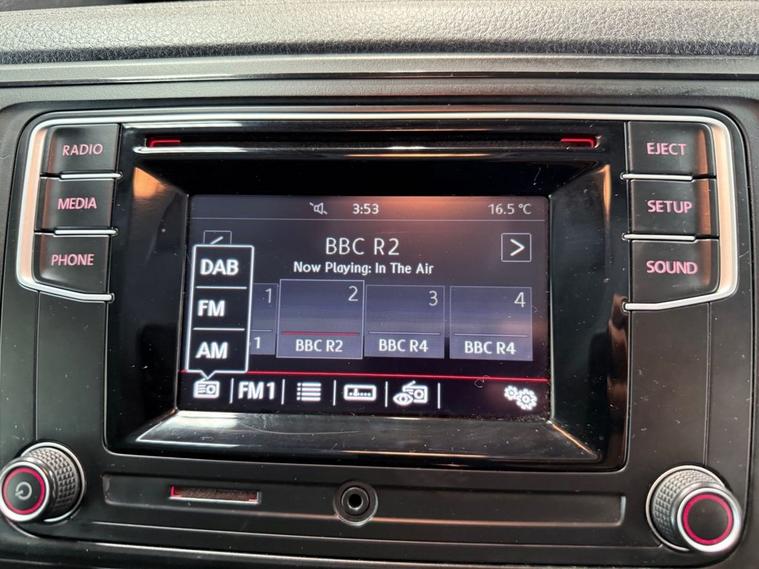 RADIO
MEDIA
PHONE
EJECT
SETUP
SOUND
3:53
16.5 °C
BBC R2
Now Playing: In The Air
DAB
FM
AM
1
2
3
4
1
BBC R2
BBC R4
BBC R4
FM1